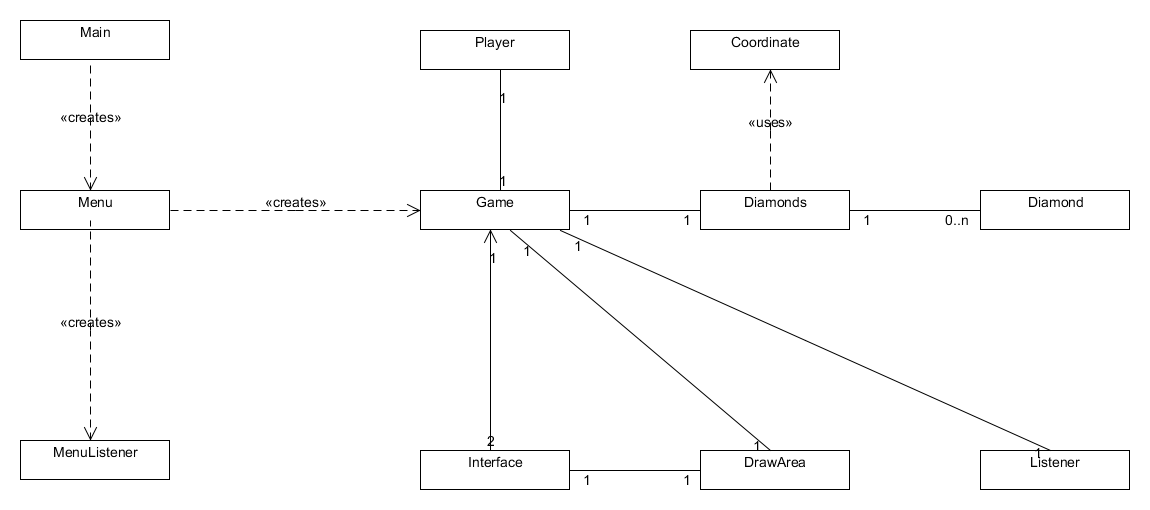 Main
Player
Coordinate
1
«creates»
«uses»
1
Menu
«creates»
Game
Diamonds
Diamond
1
1
1
0..n
1
1
1
«creates»
2
1
MenuListener
Interface
DrawArea
1
Listener
1
1